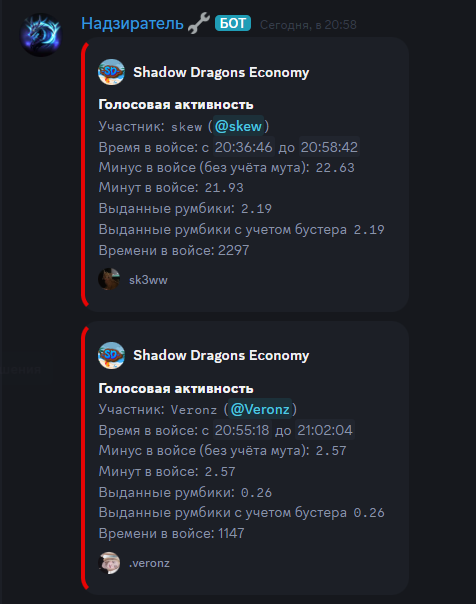 Надзиратель БОТ Сегодня, в 20:58
Shadow Dragons Economy
Голосовая активность
Участник: skew (@skew)
Время в войсе: с 20:36:46 до 20:58:42
Минус в войсе (без учёта мута): 22.63
Минут в войсе: 21.93
Выданные румбики: 2.19
Выданные румбики с учетом бустера 2.19
Времени в войсе: 2297
sk3ww
Shadow Dragons Economy
Голосовая активность
Участник: Veronz (@Veronz)
Время в войсе: с 20:55:18 до 21:02:04
Минус в войсе (без учёта мута): 2.57
Минут в войсе: 2.57
Выданные румбики: 0.26
Выданные румбики с учетом бустера 0.26
Времени в войсе: 1147
.veronz